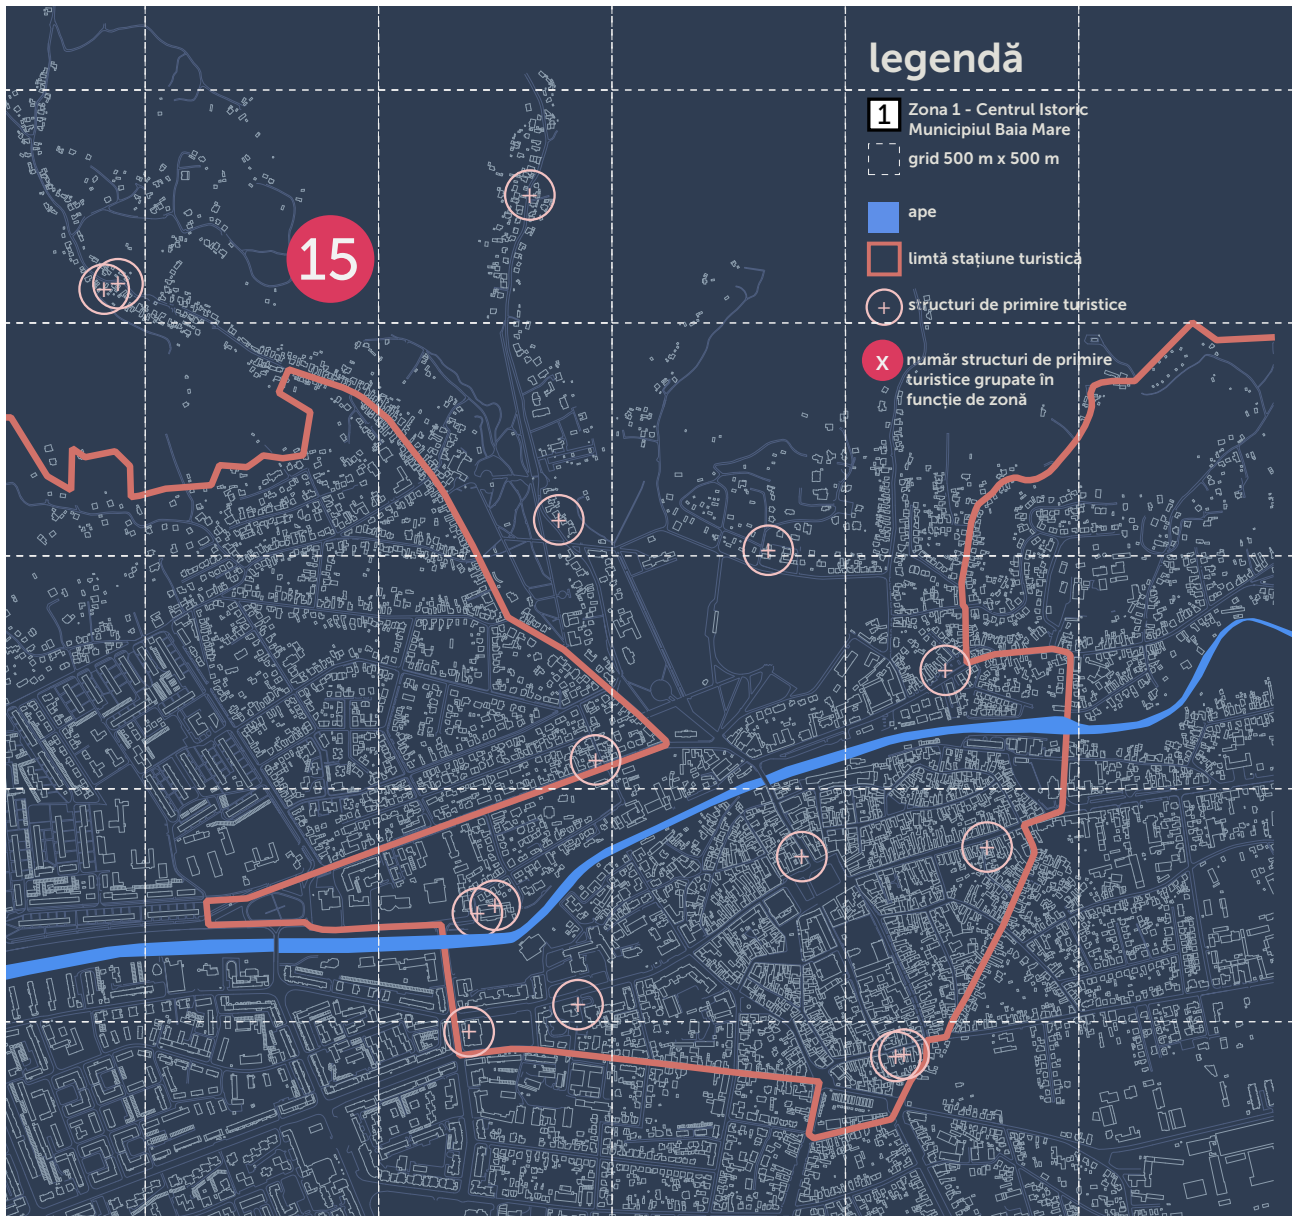 legendă
1
Zona 1 - Centrul Istoric
Municipiul Baia Mare
grid 500 m x 500 m
ape
limtă stațiune turistică
structuri de primire turistice
x
număr structuri de primire
turistice grupate în
funcție de zonă
15